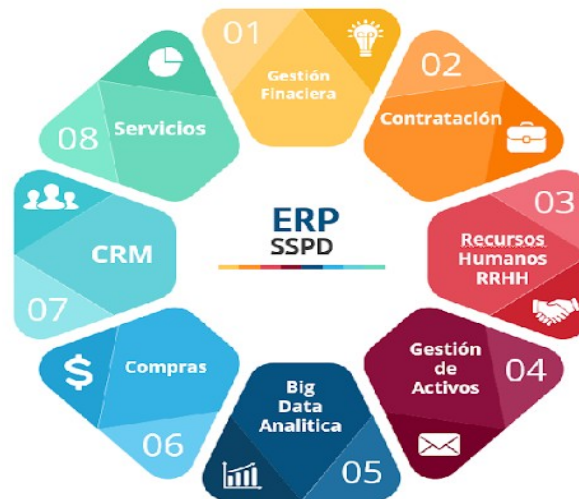 01
Gestión
Finaciera
02
Contratación
03
Recursos
Humanos
RRHH
04
Gestión
de
Activos
05
Big
Data
Analitica
06
Compras
$
07
CRM
08
Servicios
ERP
SSPD